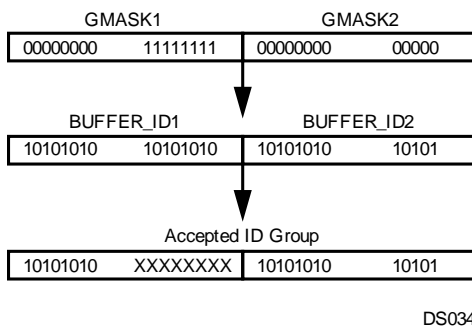 GMASK1 GMASK2
00000000 11111111 00000000 00000
BUFFER_ID1 BUFFER_ID2
10101010 10101010 10101010 10101
Accepted ID Group
10101010 XXXXXXXX 10101010 10101
DS034